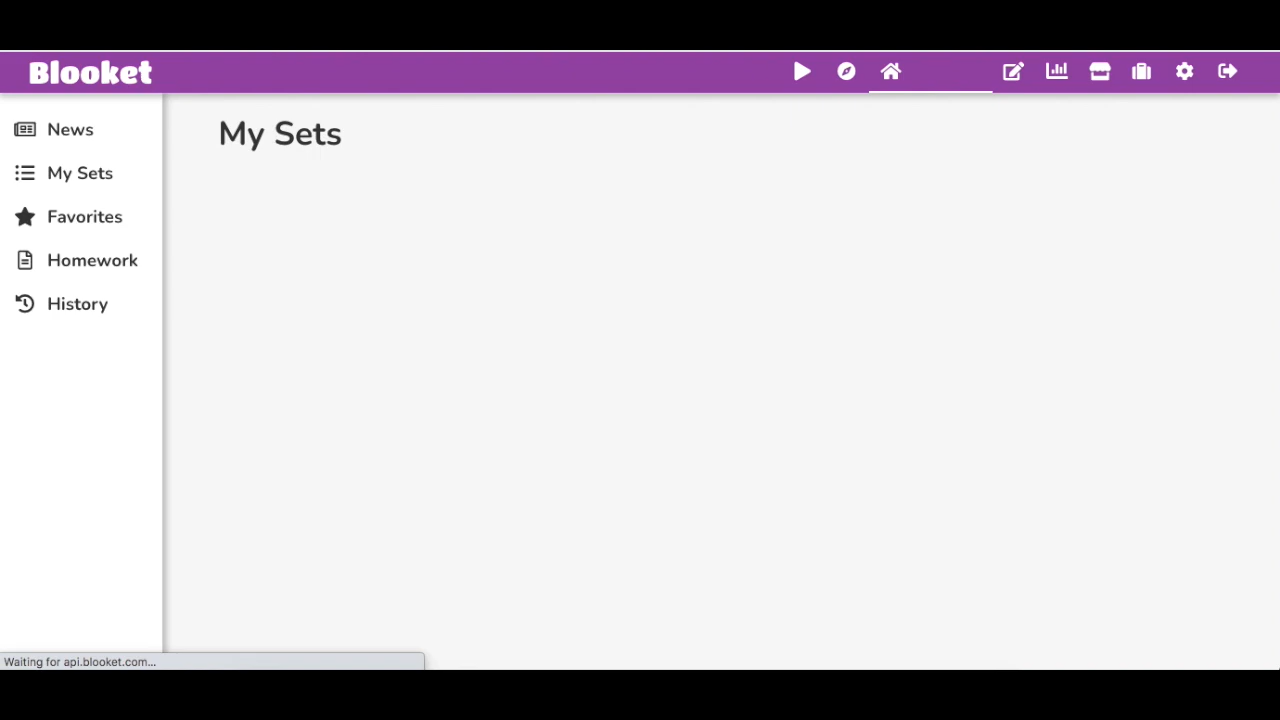 Blooket
News
My Sets
My Sets
Favorites
Homework
History
Waiting for api.blooket.com...